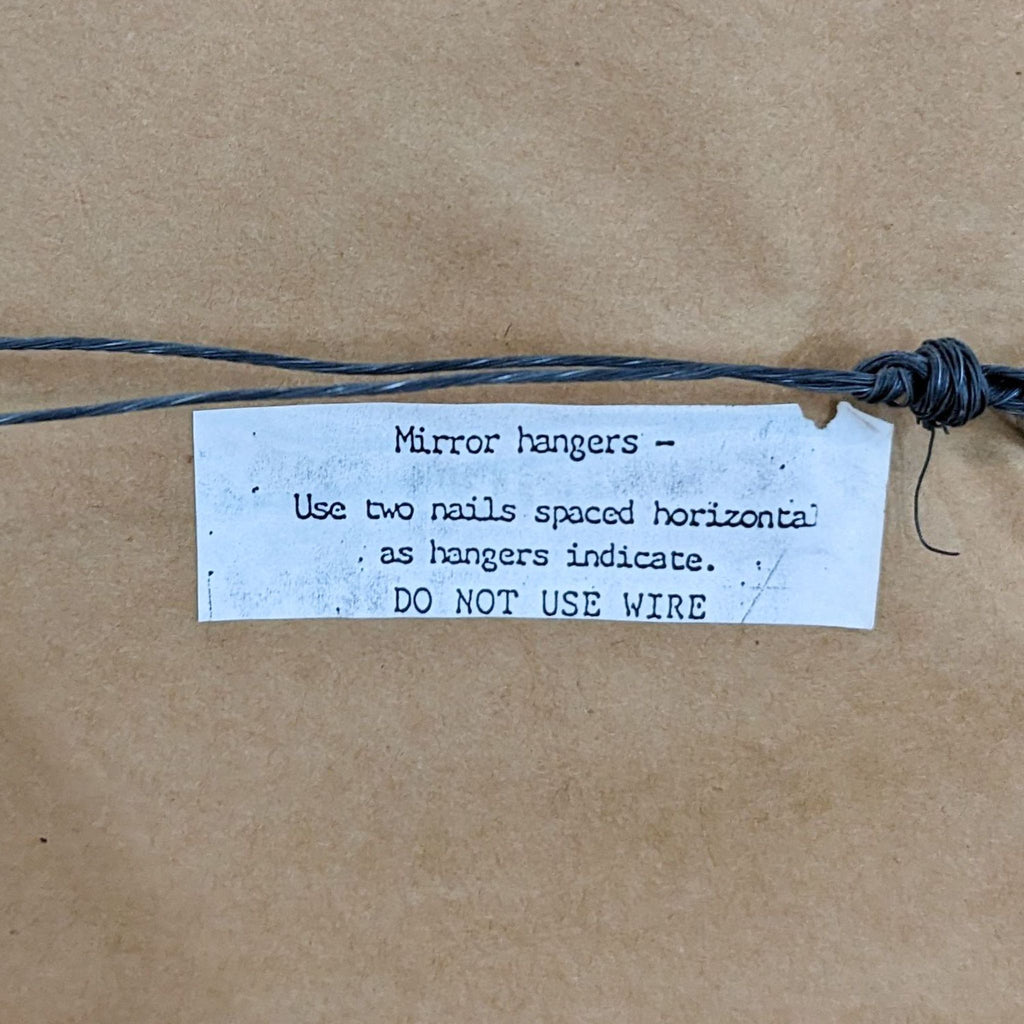 Mirror hangers -
Use two nails spaced horizontal
as hangers indicate.
DO NOT USE WIRE